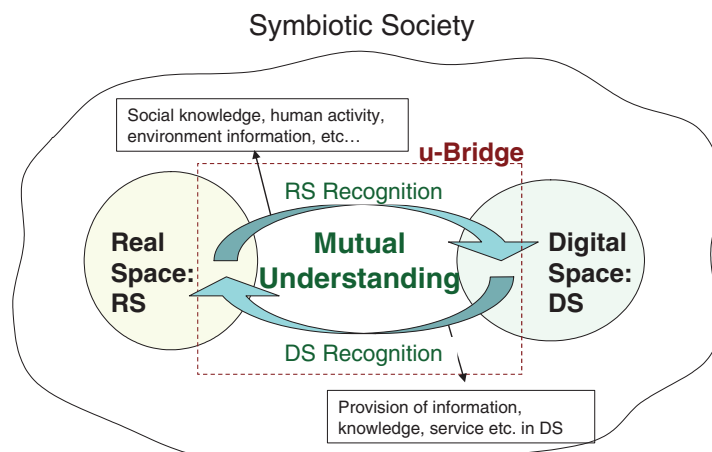 Symbiotic Society
Social knowledge, human activity,
environment information, etc…
u-Bridge
RS Recognition
Real
Space:
RS
Mutual
Understanding
Digital
Space:
DS
DS Recognition
Provision of information,
knowledge, service etc. in DS